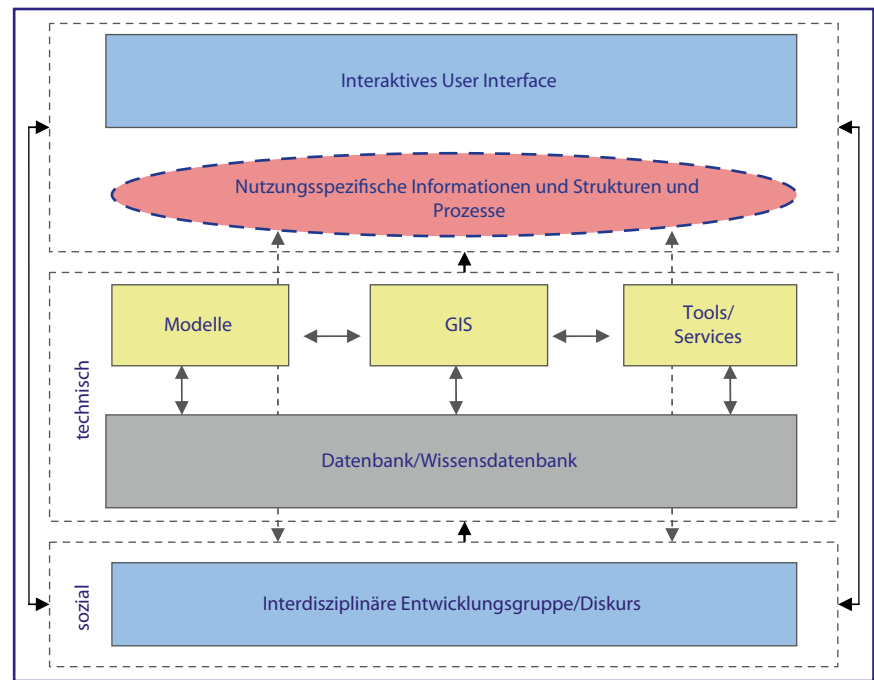 Interaktives User Interface
Nutzungsspezifische Informationen und Strukturen und
Prozesse
technisch
Modelle
GIS
Tools/
Services
Datenbank/Wissensdatenbank
sozial
Interdisziplinäre Entwicklungsgruppe/Diskurs